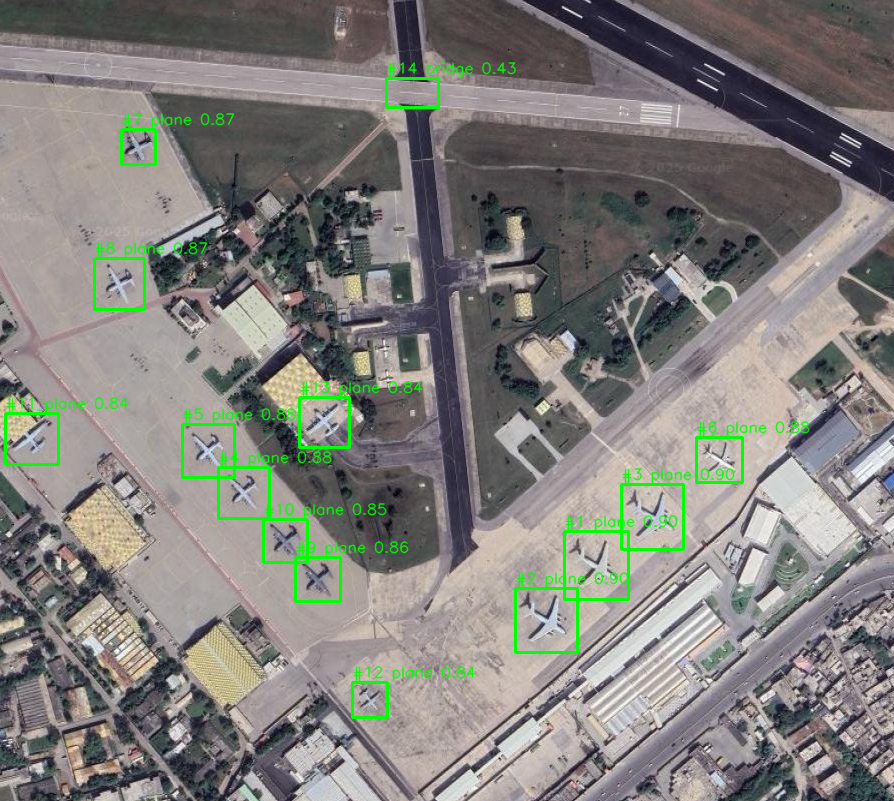 #14 bridge 0.43
27
#7 plane 0.87
#8 plane 0.87
#13 plane 0.84
#11 plane 0.84
#5 plane 0.88
#6 plane 0.88
#4 plane 0.88
#3 plane 0.90
#10 plane 0.85
#1 plane 0.90
#9 plane 0.86
#2 plane 0.90
#12 plane 0.84